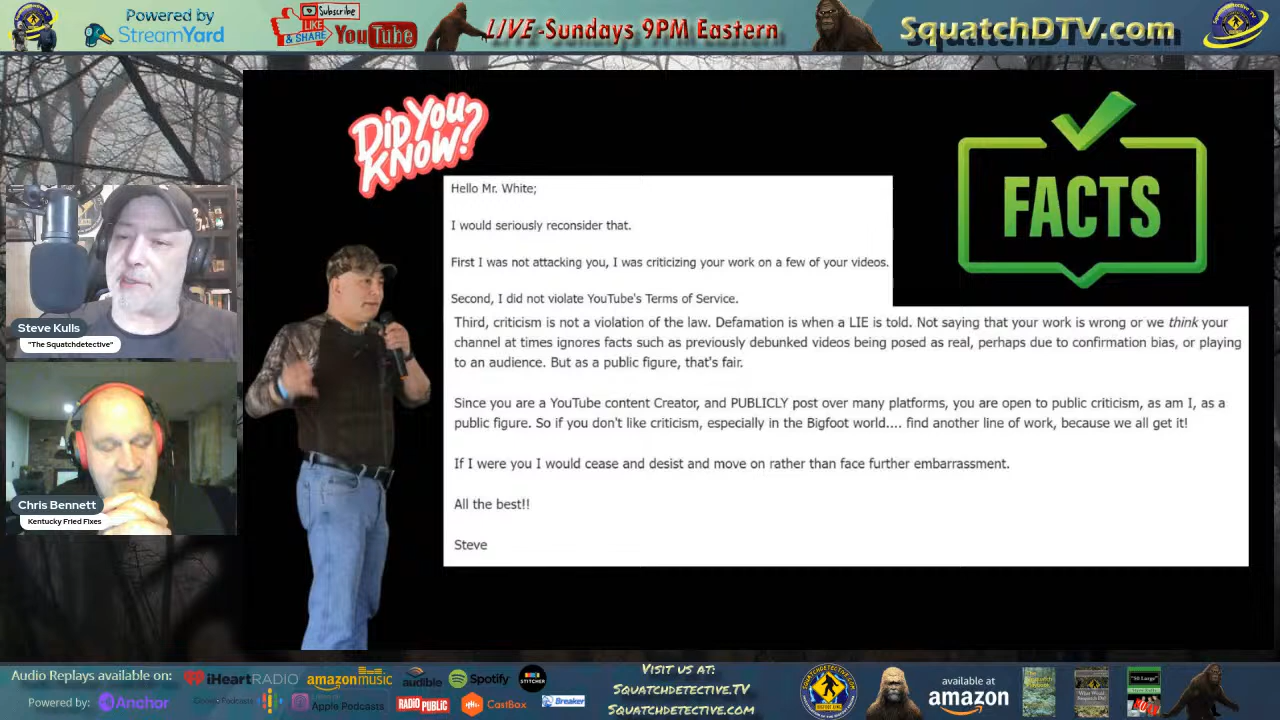 Powered by
StreamYard
Subscribe
LIKE
& SHARE
YouTube
LIVE-Sundays 9PM Eastern
SquatchDTV.com
DiD YOU
KNOW?
FACTS
Hello Mr. White;
I would seriously reconsider that.
First I was not attacking you, I was criticizing your work on a few of your videos.
Second, I did not violate YouTube's Terms of Service.
Third, criticism is not a violation of the law. Defamation is when a LIE is told. Not saying that your work is wrong or we think your
channel at times ignores facts such as previously debunked videos being posed as real, perhaps due to confirmation bias, or playing
to an audience. But as a public figure, that's fair.
Since you are a YouTube content Creator, and PUBLICLY post over many platforms, you are open to public criticism, as am I, as a
public figure. So if you don't like criticism, especially in the Bigfoot world.... find another line of work, because we all get it!
If I were you I would cease and desist and move on rather than face further embarrassment.
All the best!!
Steve
Steve Kulls
"The Squatchdetective"
Chris Bennett
Kentucky Fried Fixes
Audio Replays available on:
iHeartRADIO
amazon music
audible
Spotify
STITCHER
Powered by:
Anchor
Google Podcasts
Apple Podcasts
RADIO PUBLIC
CastBox
Breaker
VISIT US AT:
SQUATCHDETECTIVE.TV
SQUATCHDETECTIVE.COM
available at
amazon